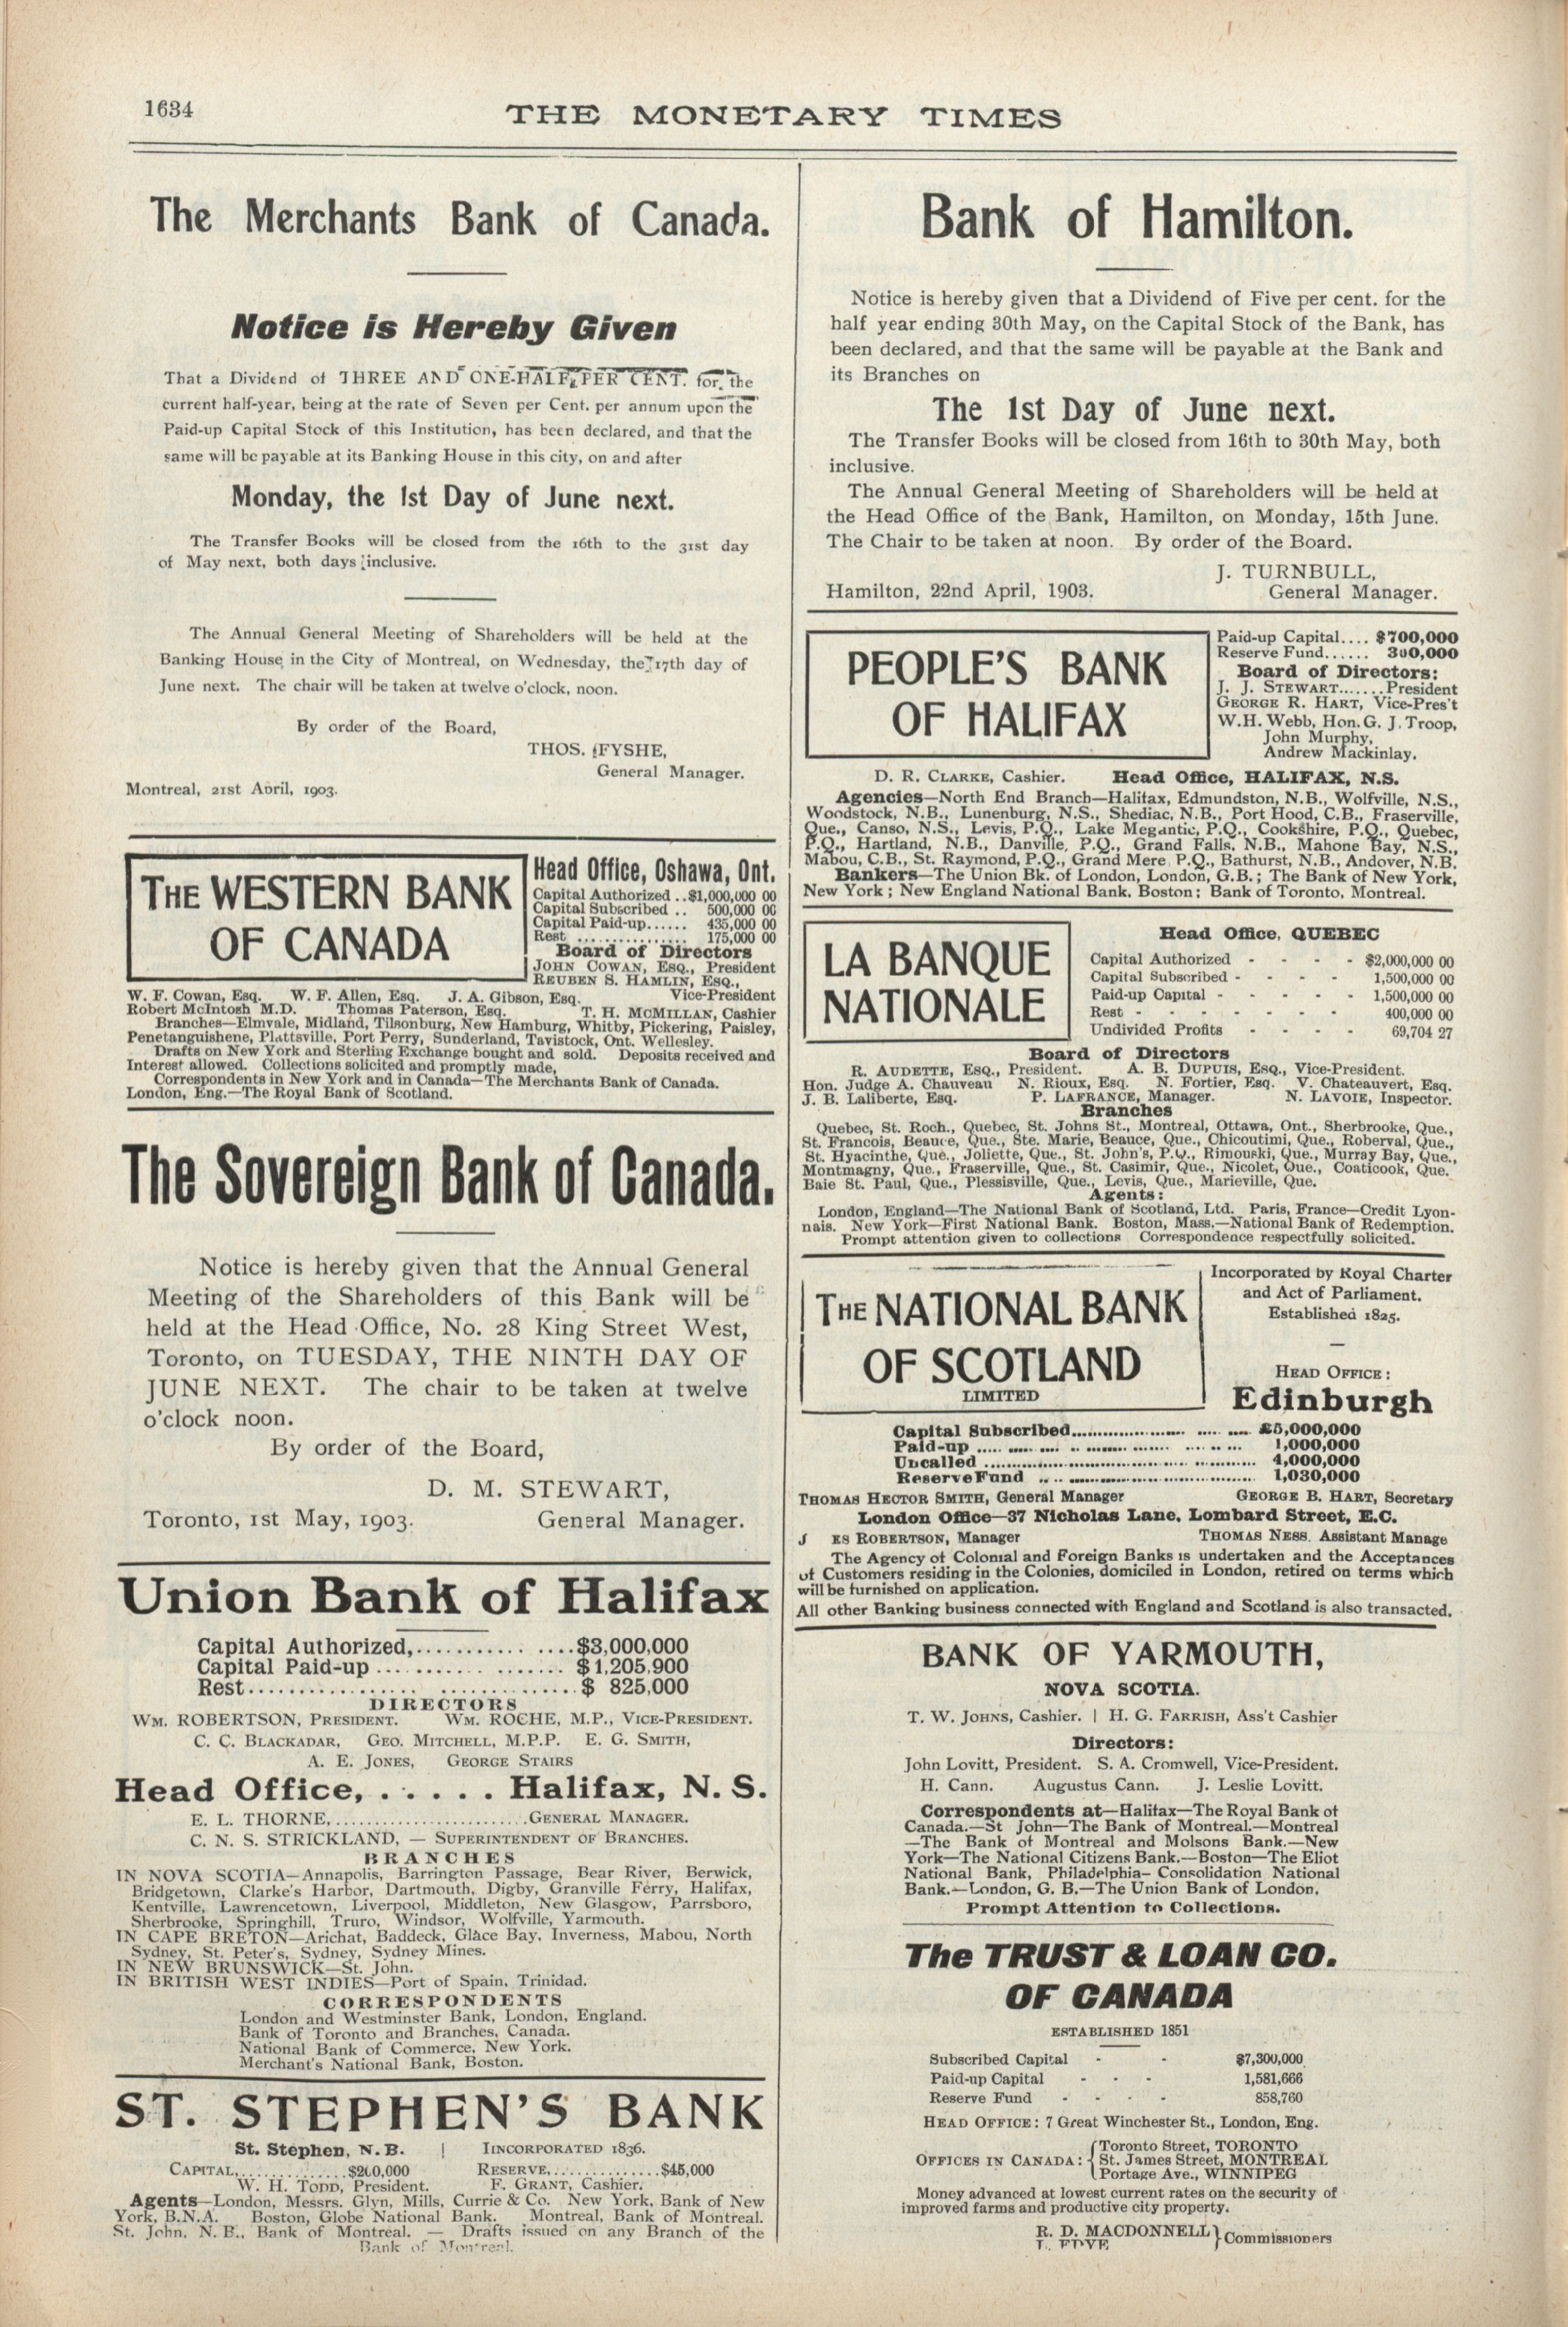 1634
THE MONETARY TIMES
The Merchants Bank of Canada.
Notice is Hereby Given
That a Dividend of THREE AND ONE-HALF PER CENT. for the
current half-year, being at the rate of Seven per Cent. per annum upon the
Paid-up Capital Stock of this Institution, has been declared, and that the
same will be payable at its Banking House in this city, on and after
Monday, the 1st Day of June next.
The Transfer Books will be closed from the 16th to the 31st day
of May next, both days inclusive.
The Annual General Meeting of Shareholders will be held at the
Banking House in the City of Montreal, on Wednesday, the 17th day of
June next. The chair will be taken at twelve o'clock, noon.
By order of the Board,
THOS. FYSHE,
General Manager.
Montreal, 21st April, 1903.
THE WESTERN BANK
OF CANADA
Head Office, Oshawa, Ont.
Capital Authorized ..$1,000,000 00
Capital Subscribed .. 500,000 00
Capital Paid-up...... 435,000 00
Rest ................ 175,000 00
Board of Directors
JOHN COWAN, ESQ., President
REUBEN S. HAMLIN, ESQ.,
Vice-President
W. F. Cowan, Esq. W. F. Allen, Esq. J. A. Gibson, Esq.
Robert McIntosh M.D. Thomas Paterson, Esq. T. H. MCMILLAN, Cashier
Branches—Elmvale, Midland, Tilsonburg, New Hamburg, Whitby, Pickering, Paisley,
Penetanguishene, Plattsville, Port Perry, Sunderland, Tavistock, Ont. Wellesley.
Drafts on New York and Sterling Exchange bought and sold. Deposits received and
Interest allowed. Collections solicited and promptly made,
Correspondents in New York and in Canada—The Merchants Bank of Canada.
London, Eng.—The Royal Bank of Scotland.
The Sovereign Bank of Canada.
Notice is hereby given that the Annual General
Meeting of the Shareholders of this Bank will be
held at the Head Office, No. 28 King Street West,
Toronto, on TUESDAY, THE NINTH DAY OF
JUNE NEXT. The chair to be taken at twelve
o'clock noon.
By order of the Board,
D. M. STEWART,
Toronto, 1st May, 1903. General Manager.
Union Bank of Halifax
Capital Authorized,.............. $3,000,000
Capital Paid-up .................. $1,205,900
Rest.............................. $ 825,000
DIRECTORS
WM. ROBERTSON, PRESIDENT. WM. ROCHE, M.P., VICE-PRESIDENT.
C. C. BLACKADAR, GEO. MITCHELL, M.P.P. E. G. SMITH,
A. E. JONES, GEORGE STAIRS
Head Office, . . . . . Halifax, N. S.
E. L. THORNE,.........................GENERAL MANAGER.
C. N. S. STRICKLAND, — SUPERINTENDENT OF BRANCHES.
BRANCHES
IN NOVA SCOTIA—Annapolis, Barrington Passage, Bear River, Berwick,
Bridgetown, Clarke's Harbor, Dartmouth, Digby, Granville Ferry, Halifax,
Kentville, Lawrencetown, Liverpool, Middleton, New Glasgow, Parrsboro,
Sherbrooke, Springhill, Truro, Windsor, Wolfville, Yarmouth.
IN CAPE BRETON—Arichat, Baddeck, Glace Bay, Inverness, Mabou, North
Sydney, St. Peter's, Sydney, Sydney Mines.
IN NEW BRUNSWICK—St. John.
IN BRITISH WEST INDIES—Port of Spain, Trinidad.
CORRESPONDENTS
London and Westminster Bank, London, England.
Bank of Toronto and Branches, Canada.
National Bank of Commerce, New York.
Merchant's National Bank, Boston.
ST. STEPHEN'S BANK
St. Stephen, N.B. | INCORPORATED 1836.
CAPITAL,...............$200,000 RESERVE,..............$45,000
W. H. TODD, President. F. GRANT, Cashier.
Agents—London, Messrs. Glyn, Mills, Currie & Co. New York, Bank of New
York, B.N.A. Boston, Globe National Bank. Montreal, Bank of Montreal.
St. John, N. B., Bank of Montreal. — Drafts issued on any Branch of the
Bank of Montreal.
Bank of Hamilton.
Notice is hereby given that a Dividend of Five per cent. for the
half year ending 30th May, on the Capital Stock of the Bank, has
been declared, and that the same will be payable at the Bank and
its Branches on
The 1st Day of June next.
The Transfer Books will be closed from 16th to 30th May, both
inclusive.
The Annual General Meeting of Shareholders will be held at
the Head Office of the Bank, Hamilton, on Monday, 15th June.
The Chair to be taken at noon. By order of the Board.
J. TURNBULL,
Hamilton, 22nd April, 1903. General Manager.
PEOPLE'S BANK
OF HALIFAX
Paid-up Capital.... $700,000
Reserve Fund...... 300,000
Board of Directors:
J. J. STEWART.......President
GEORGE R. HART, Vice-Pres't
W.H. Webb, Hon. G. J. Troop,
John Murphy,
Andrew Mackinlay.
D. R. CLARKE, Cashier. Head Office, HALIFAX, N.S.
Agencies—North End Branch—Halifax, Edmundston, N.B., Wolfville, N.S.,
Woodstock, N.B., Lunenburg, N.S., Shediac, N.B., Port Hood, C.B., Fraserville,
Que., Canso, N.S., Levis, P.Q., Lake Megantic, P.Q., Cookshire, P.Q., Quebec,
P.Q., Hartland, N.B., Danville, P.Q., Grand Falls, N.B., Mahone Bay, N.S.,
Mabou, C.B., St. Raymond, P.Q., Grand Mere P.Q., Bathurst, N.B., Andover, N.B.
Bankers—The Union Bk. of London, London, G.B.; The Bank of New York,
New York; New England National Bank, Boston; Bank of Toronto, Montreal.
LA BANQUE
NATIONALE
Head Office, QUEBEC
Capital Authorized - - - - $2,000,000 00
Capital Subscribed - - - - 1,500,000 00
Paid-up Capital - - - - - 1,500,000 00
Rest - - - - - - - 400,000 00
Undivided Profits - - - - 69,704 27
Board of Directors
R. AUDETTE, ESQ., President. A. B. DUPUIS, ESQ., Vice-President.
Hon. Judge A. Chauveau N. Rioux, Esq. N. Fortier, Esq. V. Chateauvert, Esq.
J. B. Laliberte, Esq. P. LAFRANCE, Manager. N. LAVOIE, Inspector.
Branches
Quebec, St. Roch., Quebec, St. Johns St., Montreal, Ottawa, Ont., Sherbrooke, Que.,
St. Francois, Beauce, Que., Ste. Marie, Beauce, Que., Chicoutimi, Que., Roberval, Que.,
St. Hyacinthe, Que., Joliette, Que., St. John's, P.Q., Rimouski, Que., Murray Bay, Que.,
Montmagny, Que., Fraserville, Que., St. Casimir, Que., Nicolet, Que., Coaticook, Que.
Baie St. Paul, Que., Plessisville, Que., Levis, Que., Marieville, Que.
Agents:
London, England—The National Bank of Scotland, Ltd. Paris, France—Credit Lyon-
nais. New York—First National Bank. Boston, Mass.—National Bank of Redemption.
Prompt attention given to collections Correspondence respectfully solicited.
THE NATIONAL BANK
OF SCOTLAND
LIMITED
Incorporated by Royal Charter
and Act of Parliament.
Established 1825.
HEAD OFFICE:
Edinburgh
Capital Subscribed........................ £5,000,000
Paid-up .................................. 1,000,000
Uncalled ................................. 4,000,000
Reserve Fund ............................. 1,030,000
THOMAS HECTOR SMITH, General Manager GEORGE B. HART, Secretary
London Office—37 Nicholas Lane, Lombard Street, E.C.
J ES ROBERTSON, Manager THOMAS NESS, Assistant Manage
The Agency of Colonial and Foreign Banks is undertaken and the Acceptances
of Customers residing in the Colonies, domiciled in London, retired on terms which
will be furnished on application.
All other Banking business connected with England and Scotland is also transacted.
BANK OF YARMOUTH,
NOVA SCOTIA.
T. W. JOHNS, Cashier. | H. G. FARRISH, Ass't Cashier
Directors:
John Lovitt, President. S. A. Cromwell, Vice-President.
H. Cann. Augustus Cann. J. Leslie Lovitt.
Correspondents at—Halifax—The Royal Bank of
Canada.—St John—The Bank of Montreal.—Montreal
—The Bank of Montreal and Molsons Bank.—New
York—The National Citizens Bank.—Boston—The Eliot
National Bank, Philadelphia— Consolidation National
Bank.—London, G. B.—The Union Bank of London.
Prompt Attention to Collections.
The TRUST & LOAN CO.
OF CANADA
ESTABLISHED 1851
Subscribed Capital - - $7,300,000
Paid-up Capital - - - 1,581,666
Reserve Fund - - - - 858,760
HEAD OFFICE: 7 Great Winchester St., London, Eng.
OFFICES IN CANADA: { Toronto Street, TORONTO
St. James Street, MONTREAL
Portage Ave., WINNIPEG
Money advanced at lowest current rates on the security of
improved farms and productive city property.
R. D. MACDONNELL } Commissioners
L. EDYE